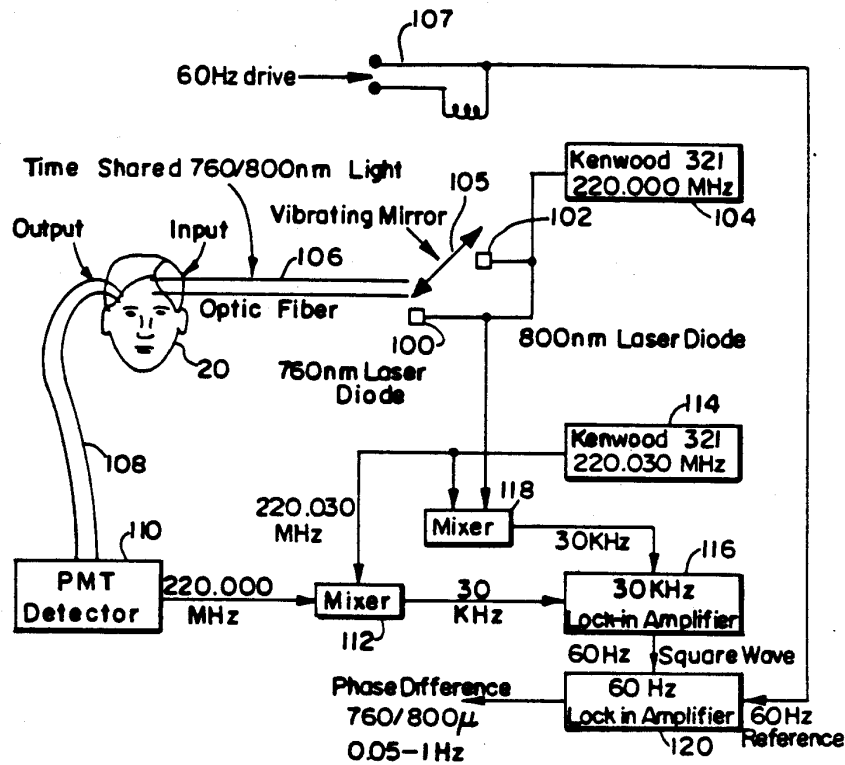 107
60Hz drive
Time Shared 760/800nm Light
Kenwood 321
220.000 MHz
104
105
102
Vibrating Mirror
Output
Input
106
Optic Fiber
100
800nm Laser Diode
20
760nm Laser
Diode
114
Kenwood 321
220.030 MHz
108
220.030
MHz
118
Mixer
30KHz
110
116
PMT
Detector
220.000
MHz
Mixer
112
30
KHz
30KHz
Lock-in Amplifier
60Hz
Square Wave
Phase Difference
760/800μ
0.05-1Hz
60 Hz
Lock in Amplifier
120
60Hz
Reference